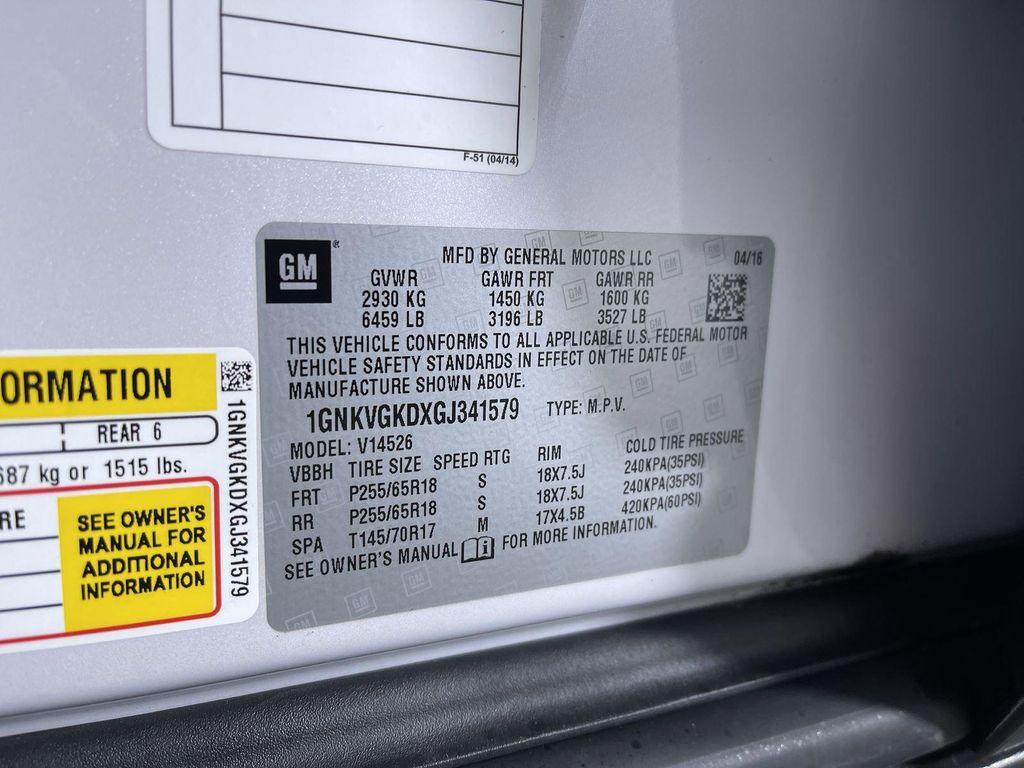 F-51 (04/14)
GM®
MFD BY GENERAL MOTORS LLC 04/16
GVWR GAWR FRT GAWR RR
2930 KG 1450 KG 1600 KG
6459 LB 3196 LB 3527 LB
THIS VEHICLE CONFORMS TO ALL APPLICABLE U.S. FEDERAL MOTOR
VEHICLE SAFETY STANDARDS IN EFFECT ON THE DATE OF
MANUFACTURE SHOWN ABOVE.
1GNKVGKDXGJ341579 TYPE: M.P.V.
MODEL: V14526
VBBH TIRE SIZE SPEED RTG RIM COLD TIRE PRESSURE
FRT P255/65R18 S 18X7.5J 240KPA(35PSI)
RR P255/65R18 S 18X7.5J 240KPA(35PSI)
SPA T145/70R17 M 17X4.5B 420KPA(60PSI)
SEE OWNER'S MANUAL FOR MORE INFORMATION.
ORMATION
REAR 6
687 kg or 1515 lbs.
RE
SEE OWNER'S
MANUAL FOR
ADDITIONAL
INFORMATION
1GNKVGKDXGJ341579